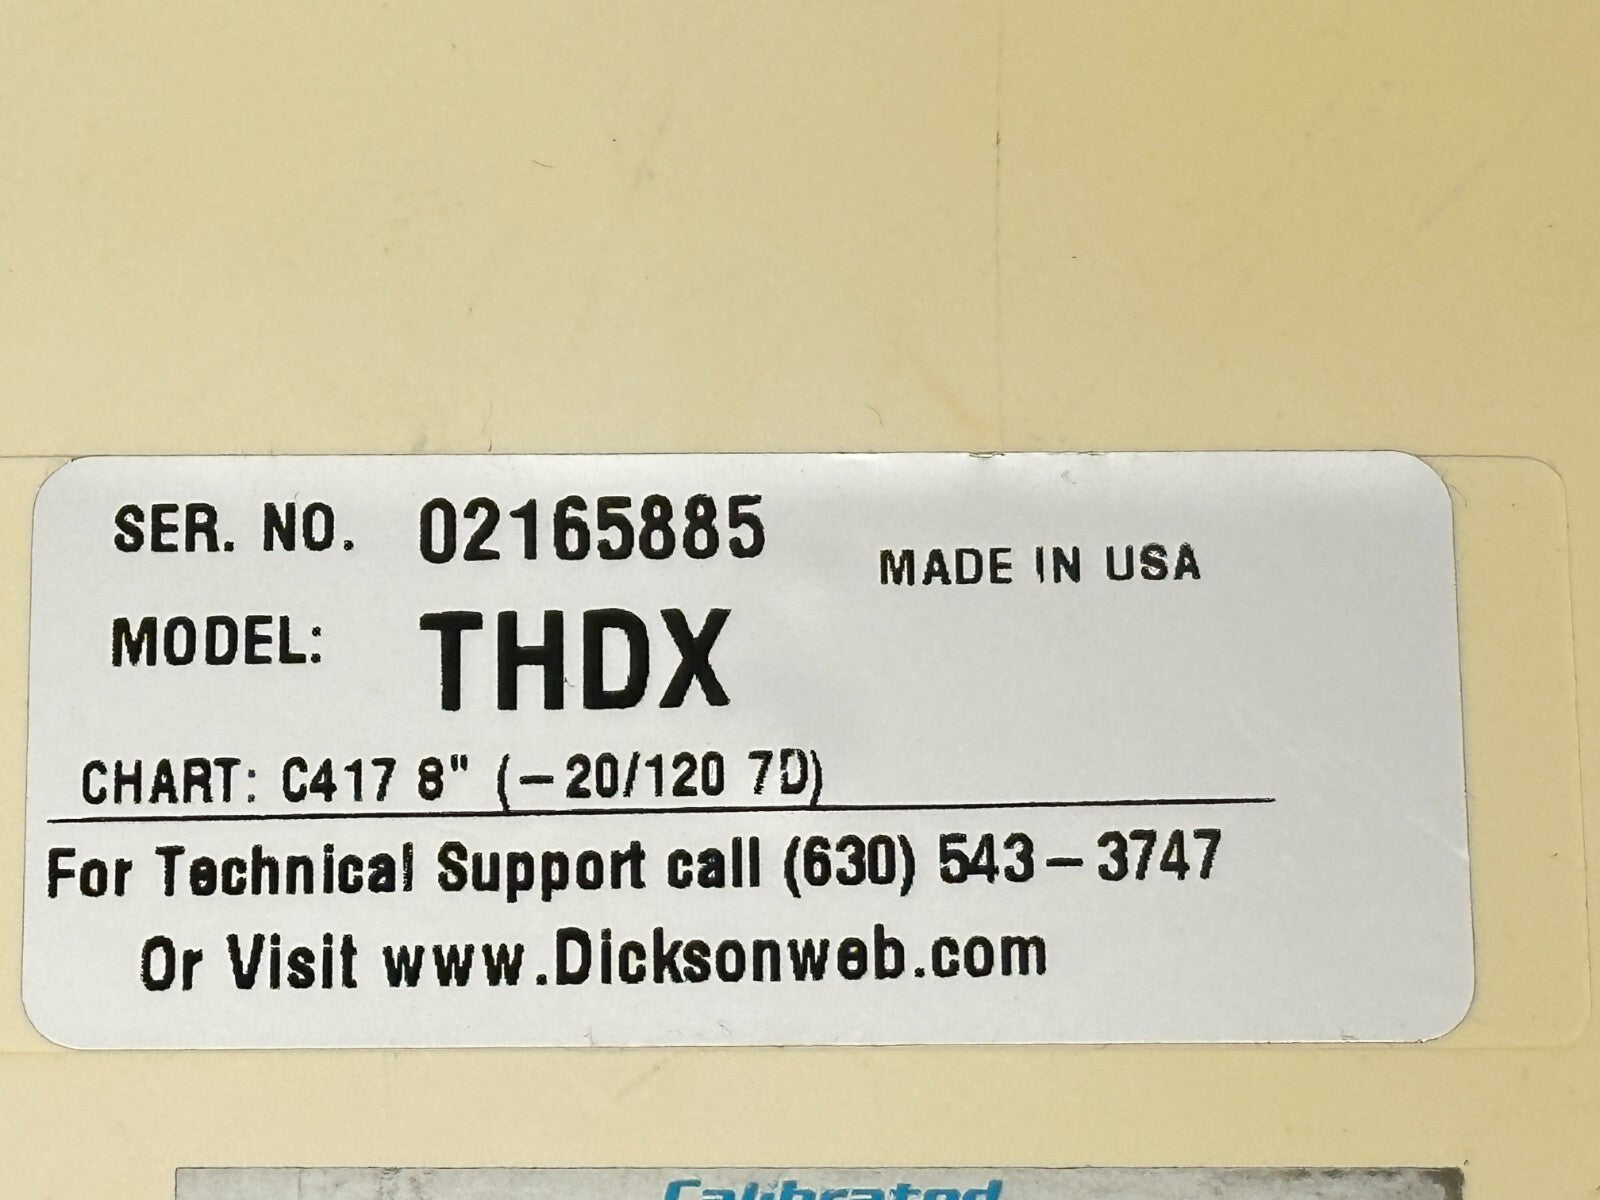 SER. NO. 02165885
MADE IN USA
MODEL: THDX
CHART: C417 8" (-20/120 7D)
For Technical Support call (630) 543-3747
Or Visit www.Dicksonweb.com
Calibrated